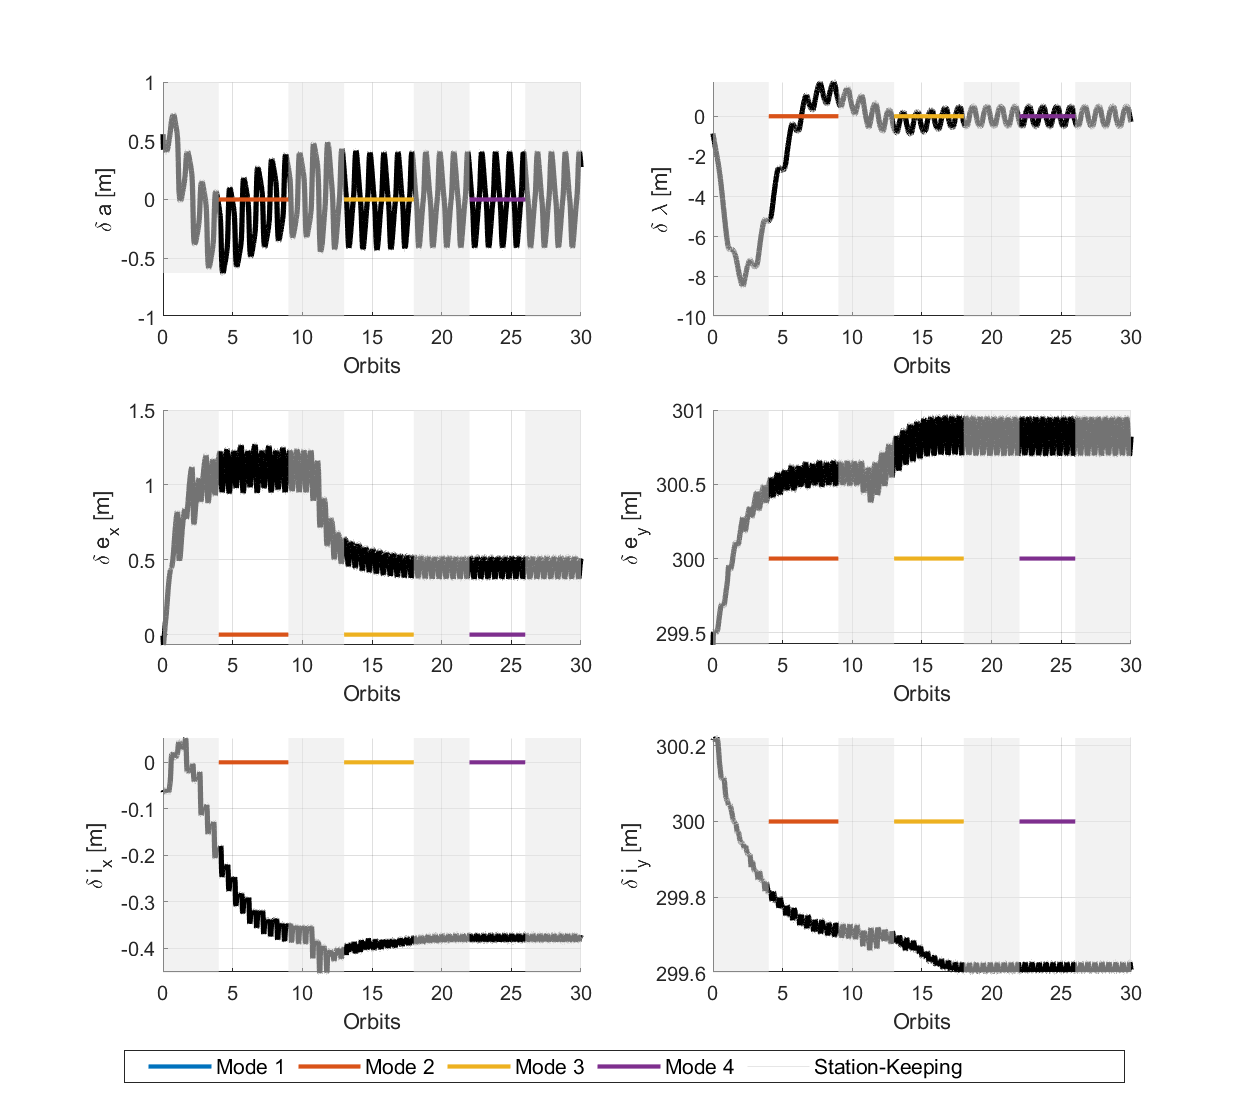 1
0.5
0
-0.5
-1
δ a [m]
0 5 10 15 20 25 30
Orbits
0
-2
-4
-6
-8
-10
δ λ [m]
0 5 10 15 20 25 30
Orbits
1.5
1
0.5
0
δ e_x [m]
0 5 10 15 20 25 30
Orbits
301
300.5
300
299.5
δ e_y [m]
0 5 10 15 20 25 30
Orbits
0
-0.1
-0.2
-0.3
-0.4
δ i_x [m]
0 5 10 15 20 25 30
Orbits
300.2
300
299.8
299.6
δ i_y [m]
0 5 10 15 20 25 30
Orbits
Mode 1 Mode 2 Mode 3 Mode 4 Station-Keeping